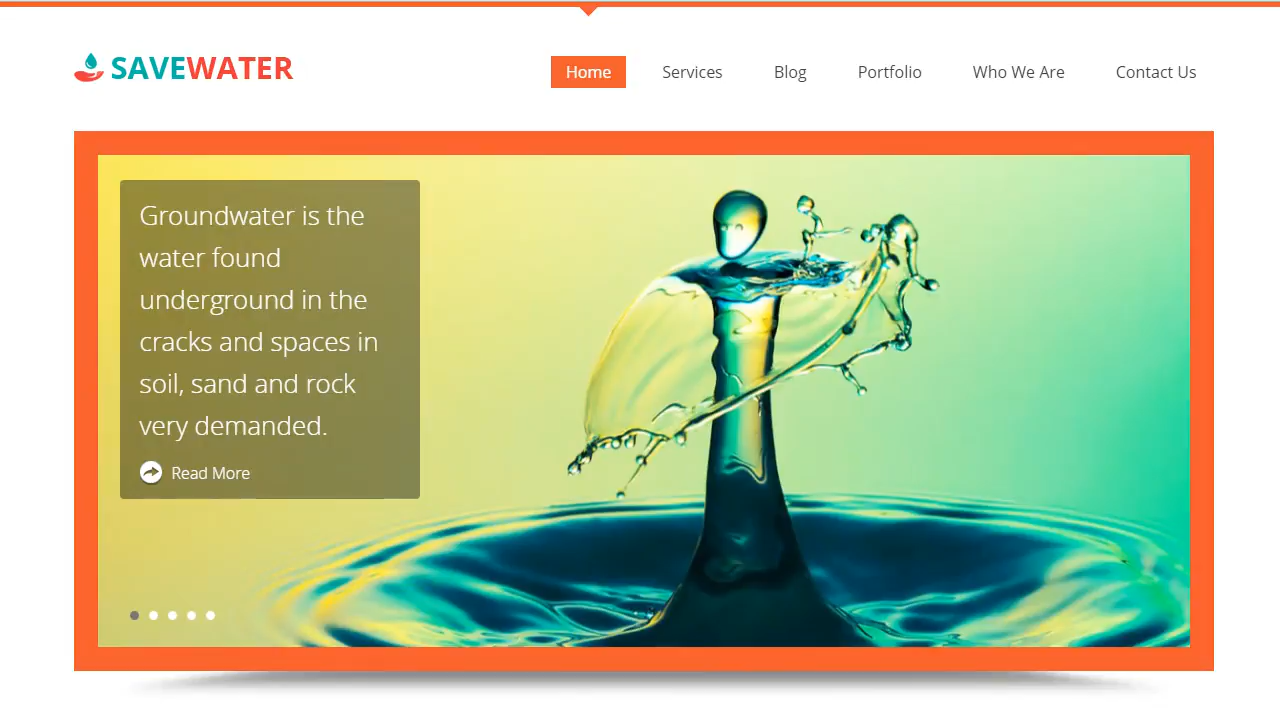 SAVEWATER
Home Services Blog Portfolio Who We Are Contact Us
Groundwater is the
water found
underground in the
cracks and spaces in
soil, sand and rock
very demanded.
Read More